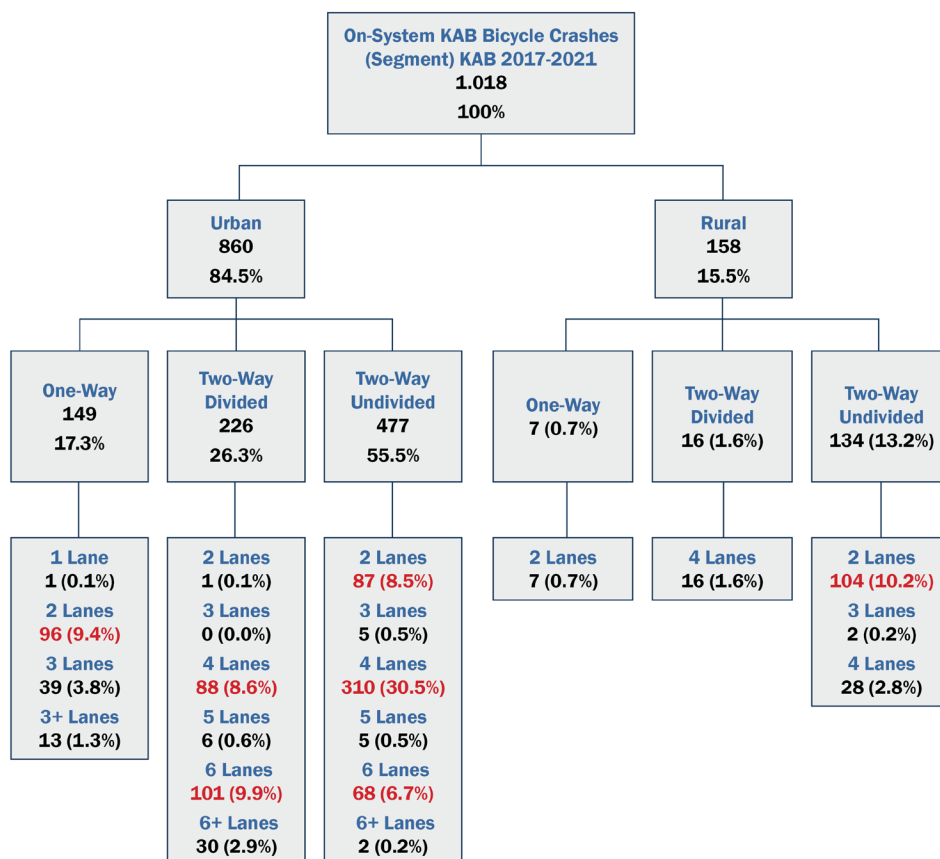 On-System KAB Bicycle Crashes
(Segment) KAB 2017-2021
1.018
100%
Urban
860
84.5%
Rural
158
15.5%
One-Way
149
17.3%
Two-Way
Divided
226
26.3%
Two-Way
Undivided
477
55.5%
One-Way
7 (0.7%)
Two-Way
Divided
16 (1.6%)
Two-Way
Undivided
134 (13.2%)
1 Lane
1 (0.1%)
2 Lanes
96 (9.4%)
3 Lanes
39 (3.8%)
3+ Lanes
13 (1.3%)
2 Lanes
1 (0.1%)
3 Lanes
0 (0.0%)
4 Lanes
88 (8.6%)
5 Lanes
6 (0.6%)
6 Lanes
101 (9.9%)
6+ Lanes
30 (2.9%)
2 Lanes
87 (8.5%)
3 Lanes
5 (0.5%)
4 Lanes
310 (30.5%)
5 Lanes
5 (0.5%)
6 Lanes
68 (6.7%)
6+ Lanes
2 (0.2%)
2 Lanes
7 (0.7%)
4 Lanes
16 (1.6%)
2 Lanes
104 (10.2%)
3 Lanes
2 (0.2%)
4 Lanes
28 (2.8%)